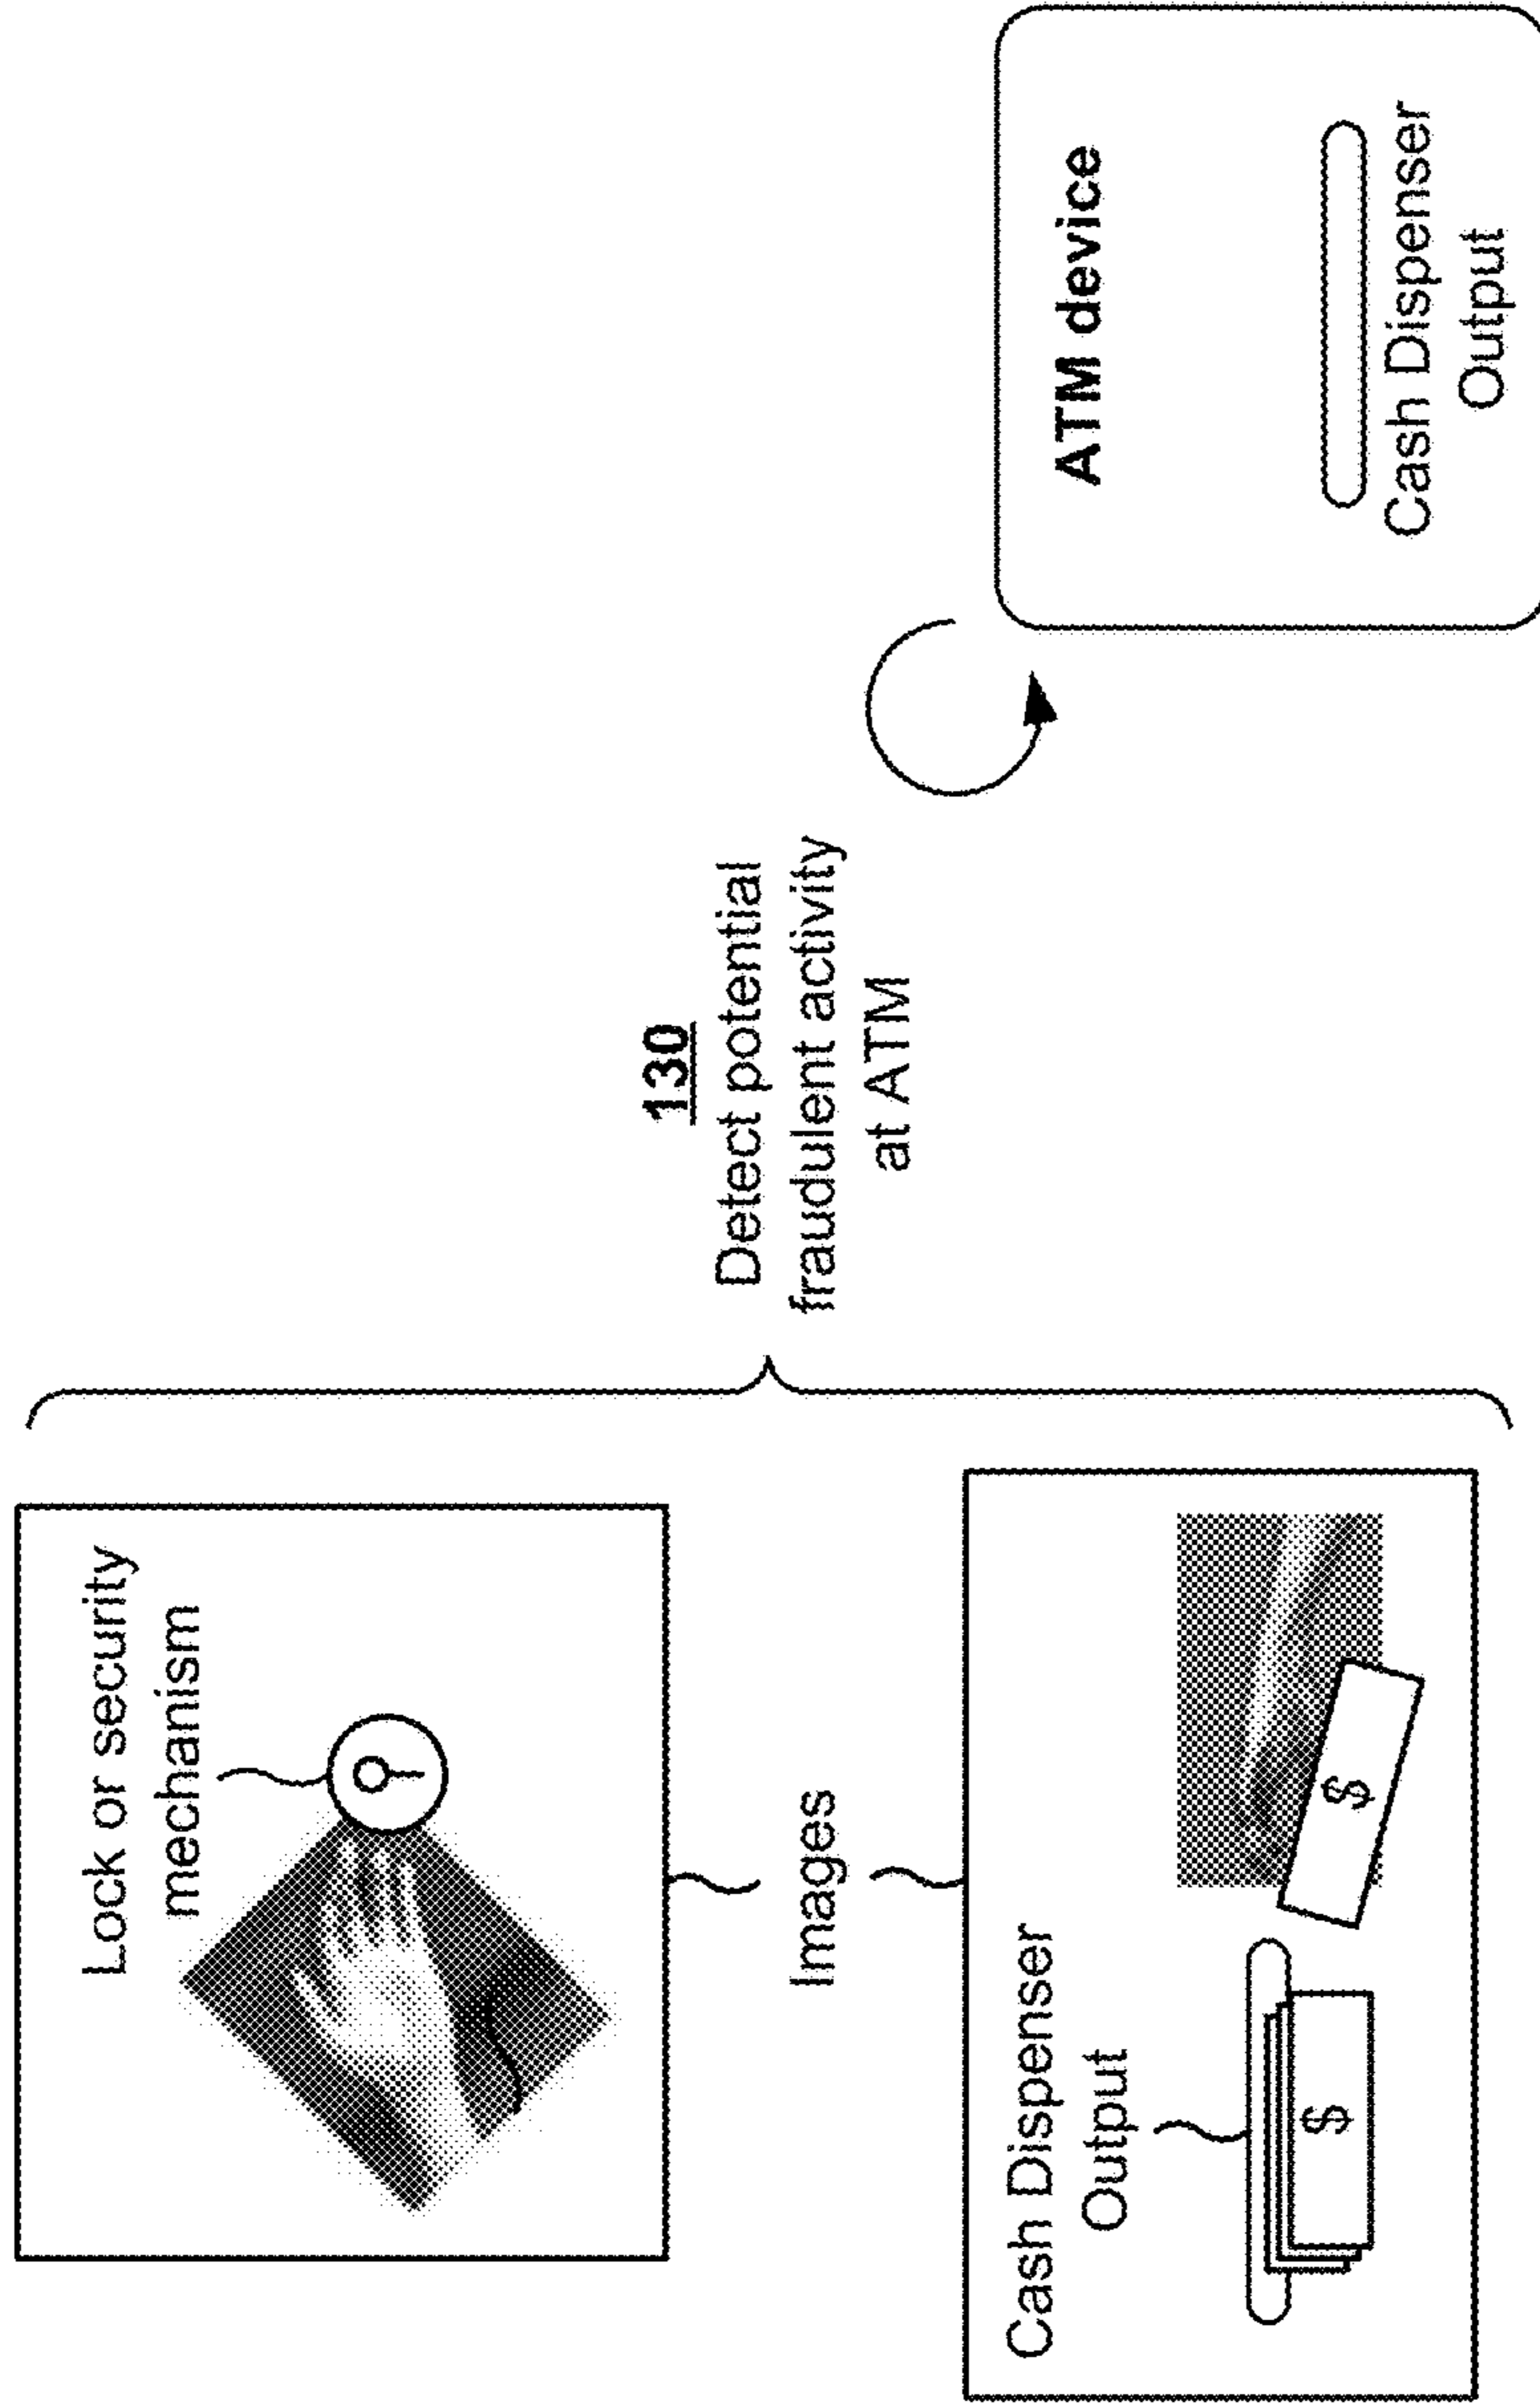 Lock or security
mechanism
Images
Cash Dispenser
Output
$
$
130
Detect potential
fraudulent activity
at ATM
ATM device
Cash Dispenser
Output